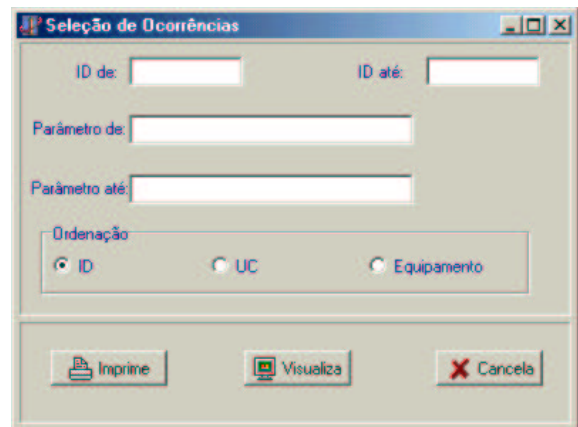 Seleção de Ocorrências
ID de: ID até:
Parâmetro de:
Parâmetro até:
Ordenação
ID UC Equipamento
Imprime Visualiza Cancela